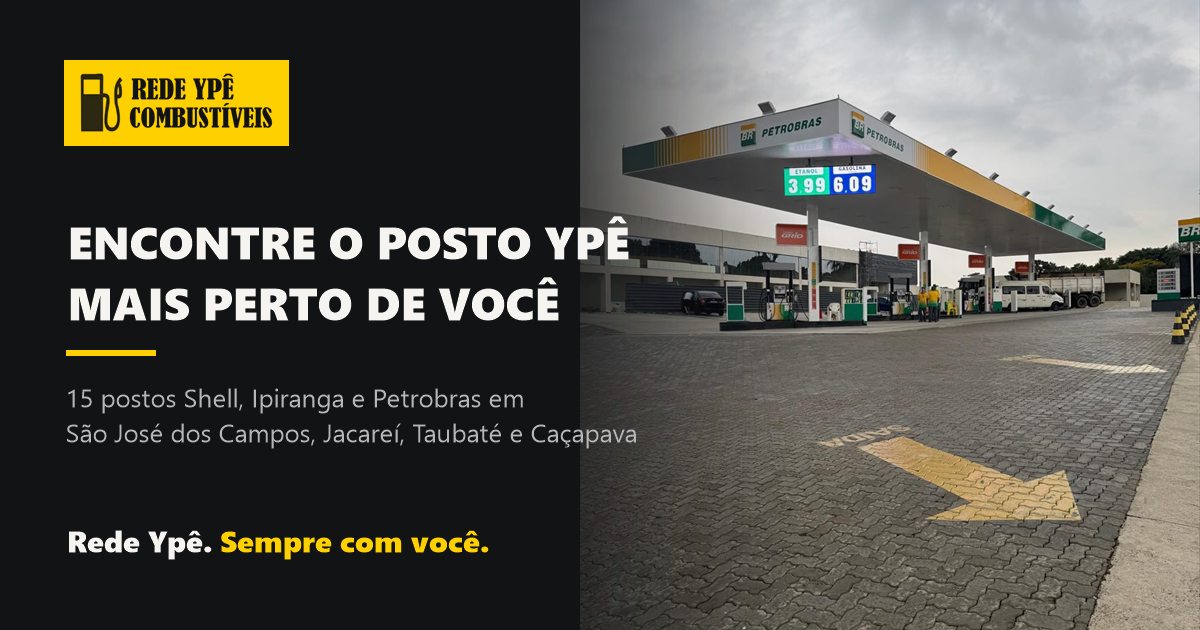 REDE YPÊ
COMBUSTÍVEIS
ENCONTRE O POSTO YPÊ
MAIS PERTO DE VOCÊ
15 postos Shell, Ipiranga e Petrobras em
São José dos Campos, Jacareí, Taubaté e Caçapava
Rede Ypê. Sempre com você.
BR PETROBRAS
BR PETROBRAS
ETANOL GASOLINA
3,99 6,09
GRID
BR
SAÍDA